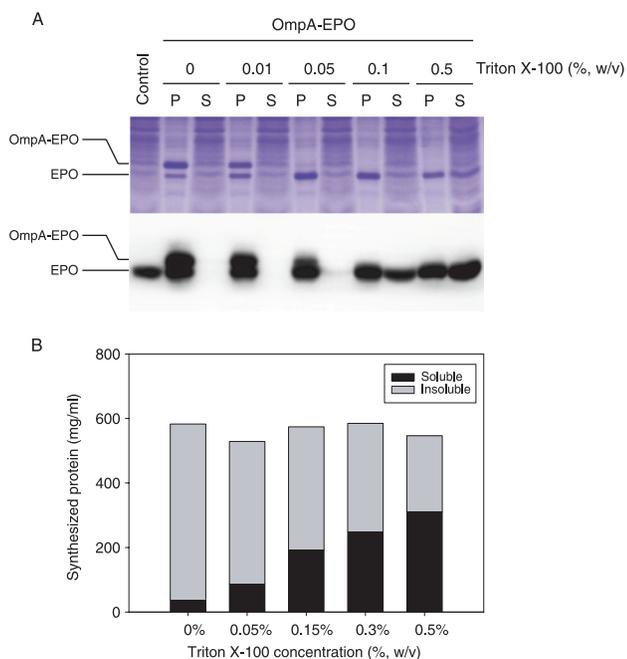 A
OmpA-EPO
Control
0 0.01 0.05 0.1 0.5 Triton X-100 (%, w/v)
P S P S P S P S P S
OmpA-EPO
EPO
OmpA-EPO
EPO
B
800
600
400
200
0
Synthesized protein (mg/ml)
Soluble
Insoluble
0% 0.05% 0.15% 0.3% 0.5%
Triton X-100 concentration (%, w/v)